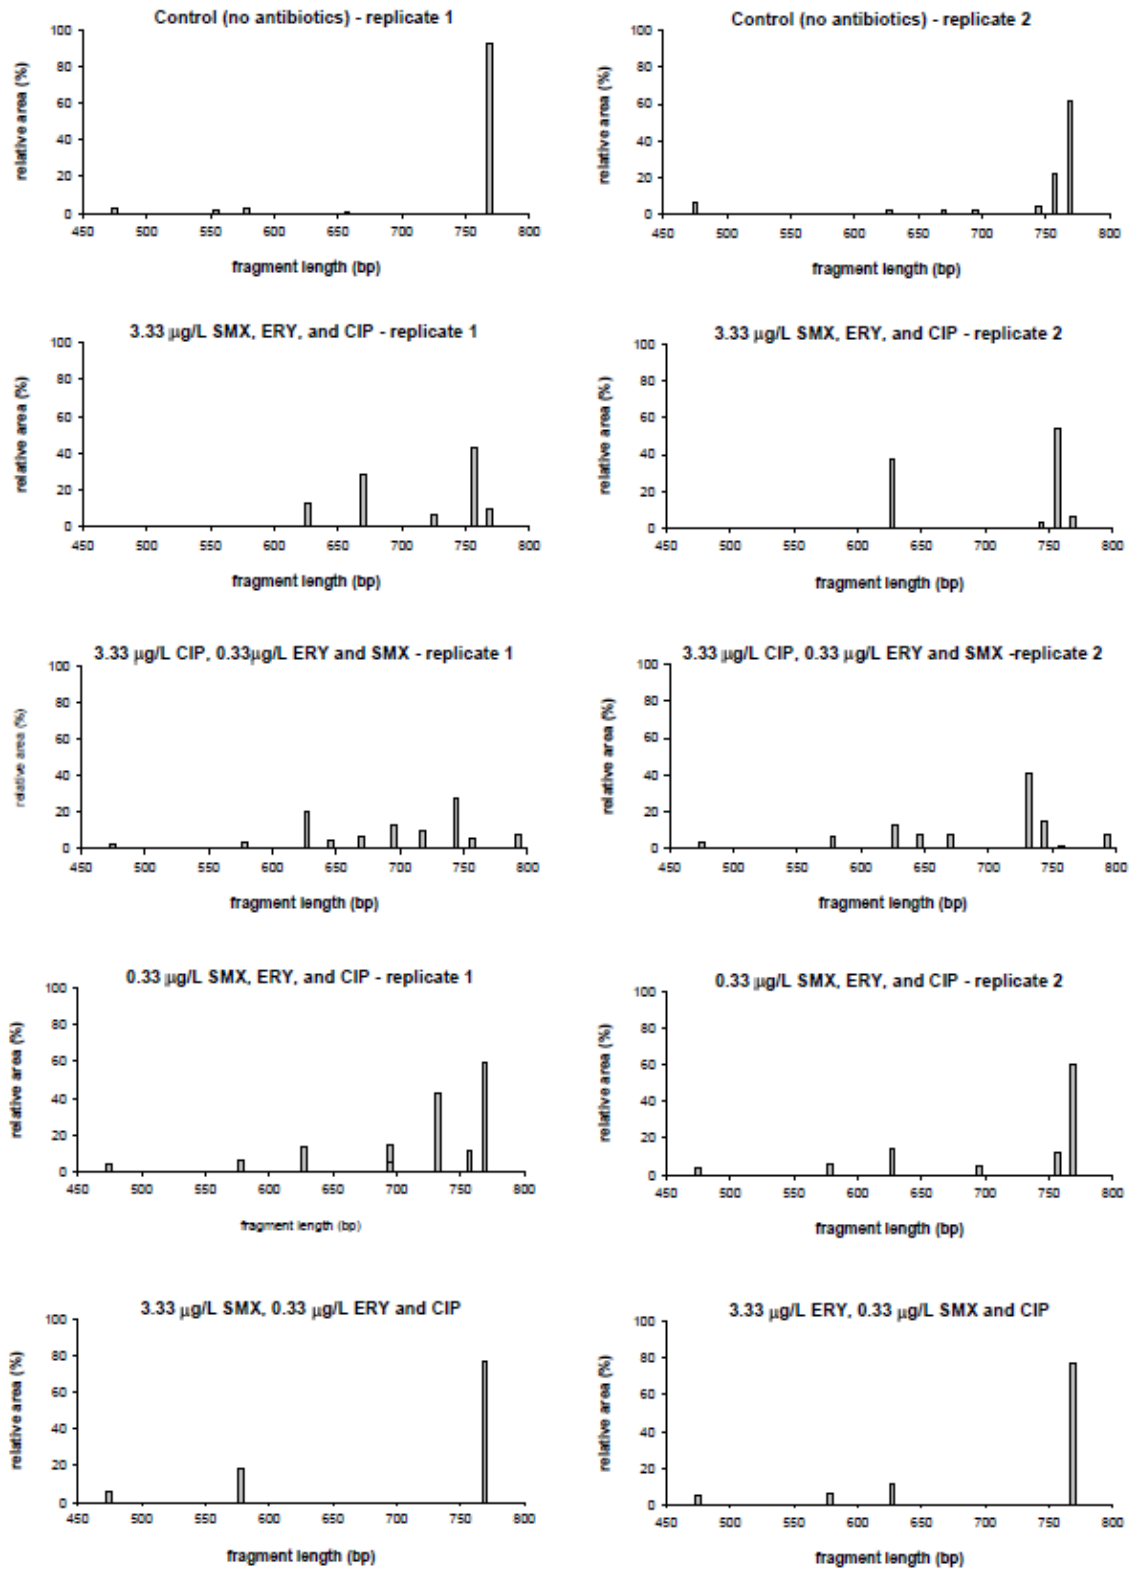 Control (no antibiotics) - replicate 1
100
80
60
40
20
0
relative area (%)
450 500 550 600 650 700 750 800
fragment length (bp)
Control (no antibiotics) - replicate 2
100
80
60
40
20
0
relative area (%)
450 500 550 600 650 700 750 800
fragment length (bp)
3.33 μg/L SMX, ERY, and CIP - replicate 1
100
80
60
40
20
0
relative area (%)
450 500 550 600 650 700 750 800
fragment length (bp)
3.33 μg/L SMX, ERY, and CIP - replicate 2
100
80
60
40
20
0
relative area (%)
450 500 550 600 650 700 750 800
fragment length (bp)
3.33 μg/L CIP, 0.33μg/L ERY and SMX - replicate 1
100
80
60
40
20
0
relative area (%)
450 500 550 600 650 700 750 800
fragment length (bp)
3.33 μg/L CIP, 0.33 μg/L ERY and SMX -replicate 2
100
80
60
40
20
0
relative area (%)
450 500 550 600 650 700 750 800
fragment length (bp)
0.33 μg/L SMX, ERY, and CIP - replicate 1
100
80
60
40
20
0
relative area (%)
450 500 550 600 650 700 750 800
fragment length (bp)
0.33 μg/L SMX, ERY, and CIP - replicate 2
100
80
60
40
20
0
relative area (%)
450 500 550 600 650 700 750 800
fragment length (bp)
3.33 μg/L SMX, 0.33 μg/L ERY and CIP
100
80
60
40
20
0
relative area (%)
450 500 550 600 650 700 750 800
fragment length (bp)
3.33 μg/L ERY, 0.33 μg/L SMX and CIP
100
80
60
40
20
0
relative area (%)
450 500 550 600 650 700 750 800
fragment length (bp)